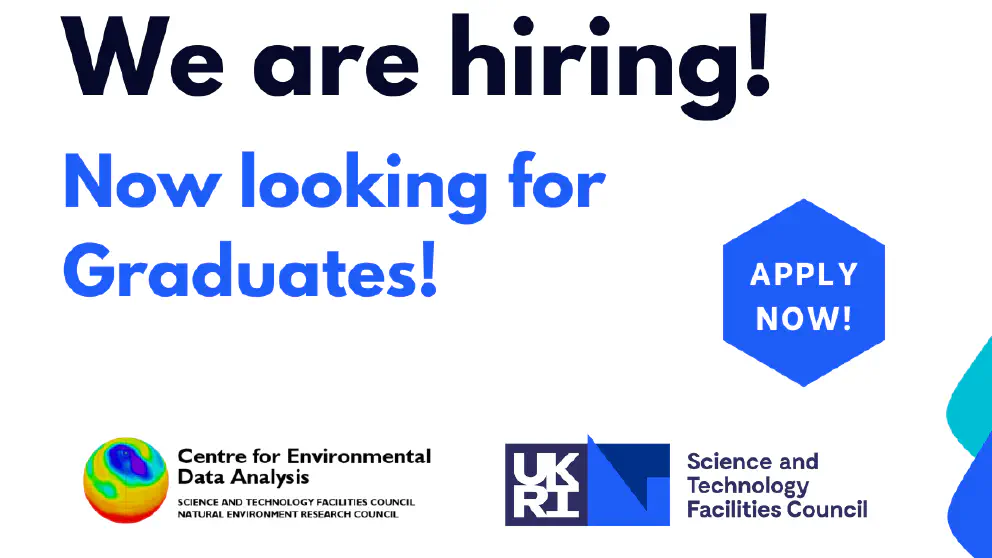 We are hiring!
Now looking for
Graduates!
APPLY
NOW!
Centre for Environmental
Data Analysis
SCIENCE AND TECHNOLOGY FACILITIES COUNCIL
NATURAL ENVIRONMENT RESEARCH COUNCIL
UK
RI
Science and
Technology
Facilities Council